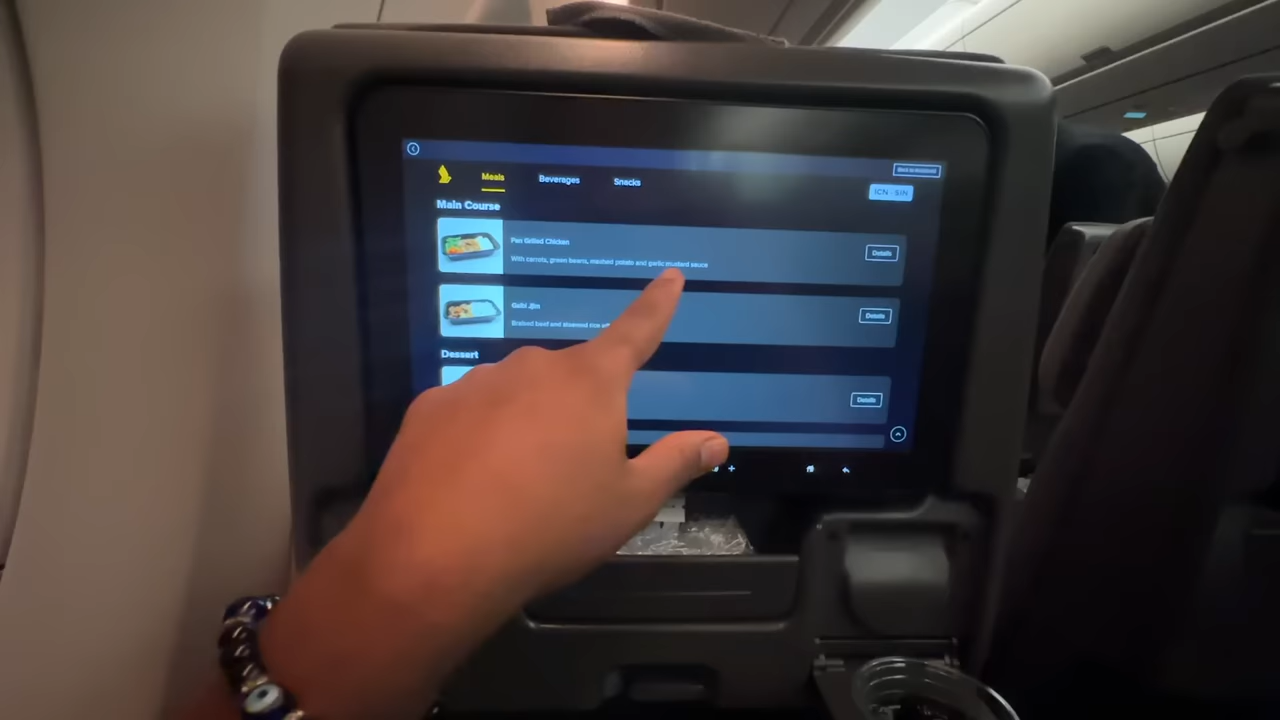 Meals Beverages Snacks
ICN - SIN
Main Course
Pan Grilled Chicken
With carrots, green beans, mashed potato and garlic mustard sauce
Details
Galbi Jjim
Braised beef and steamed rice
Details
Dessert
Details